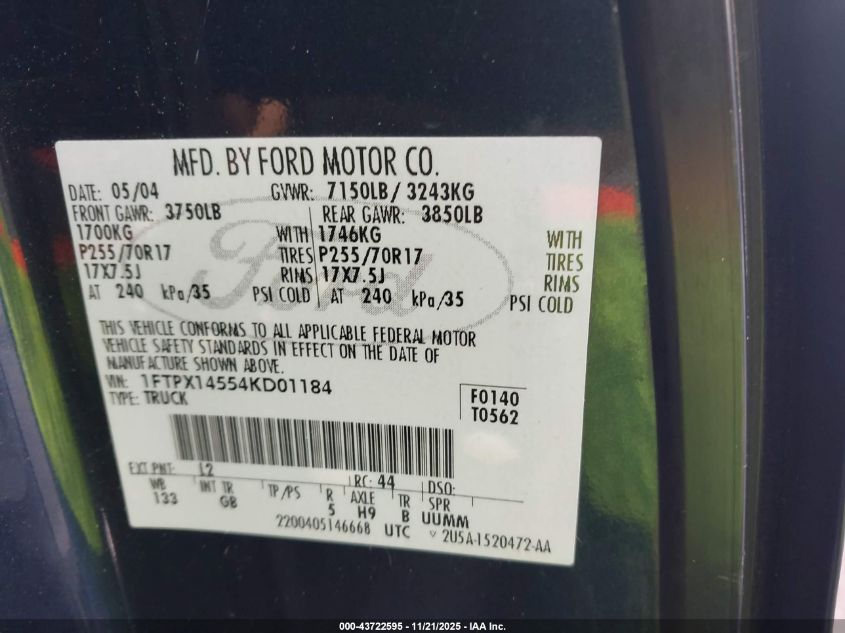 MFD. BY FORD MOTOR CO.
DATE: 05/04 GVWR: 7150LB / 3243KG
FRONT GAWR: 3750LB REAR GAWR: 3850LB
1700KG WITH 1746KG WITH
P255/70R17 TIRES P255/70R17 TIRES
17X7.5J RIMS 17X7.5J RIMS
AT 240 kPa/35 PSI COLD AT 240 kPa/35 PSI COLD
THIS VEHICLE CONFORMS TO ALL APPLICABLE FEDERAL MOTOR
VEHICLE SAFETY STANDARDS IN EFFECT ON THE DATE OF
MANUFACTURE SHOWN ABOVE.
VIN: 1FTPX14554KD01184 F0140
TYPE: TRUCK T0562
EXT PNT: L2 RC: 44 DSO:
WB INT TR TP/PS R AXLE TR SPR
133 GB 5 H9 B UUMM
2200405146668 UTC ▽ 2U5A-1520472-AA
Ford
000-43722595 - 11/21/2025 - IAA Inc.